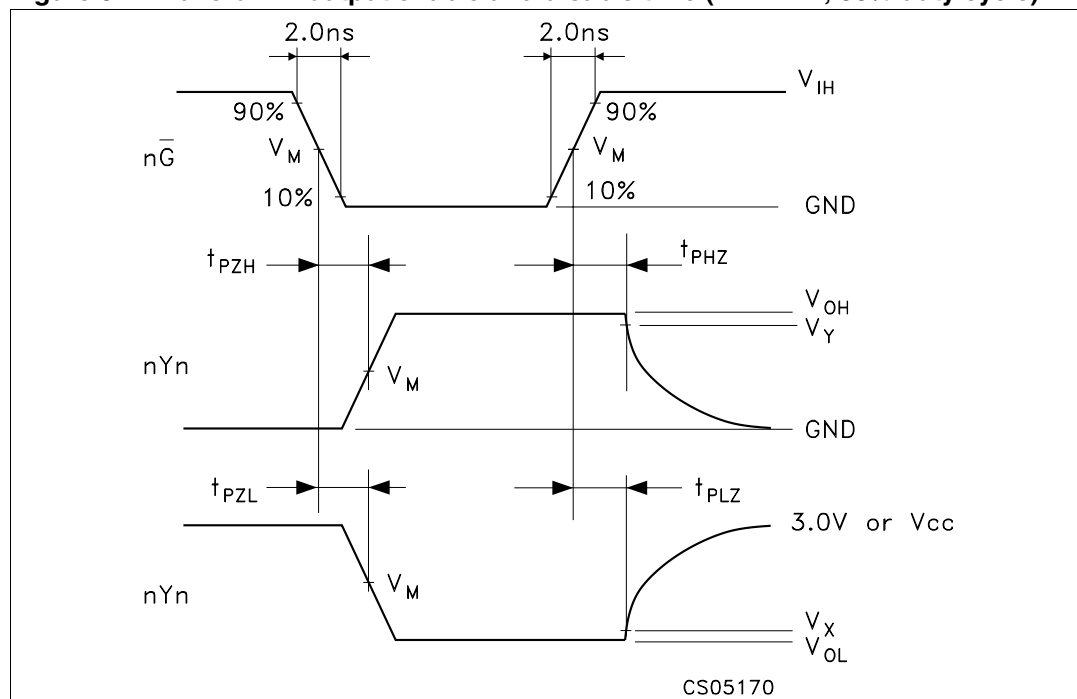 2.0ns 2.0ns
V_IH
90% 90%
nG̅ V_M V_M
10% 10%
GND
t_PZH t_PHZ
V_OH
V_Y
nYn V_M
GND
t_PZL t_PLZ
3.0V or Vcc
nYn V_M
V_X
V_OL
CS05170